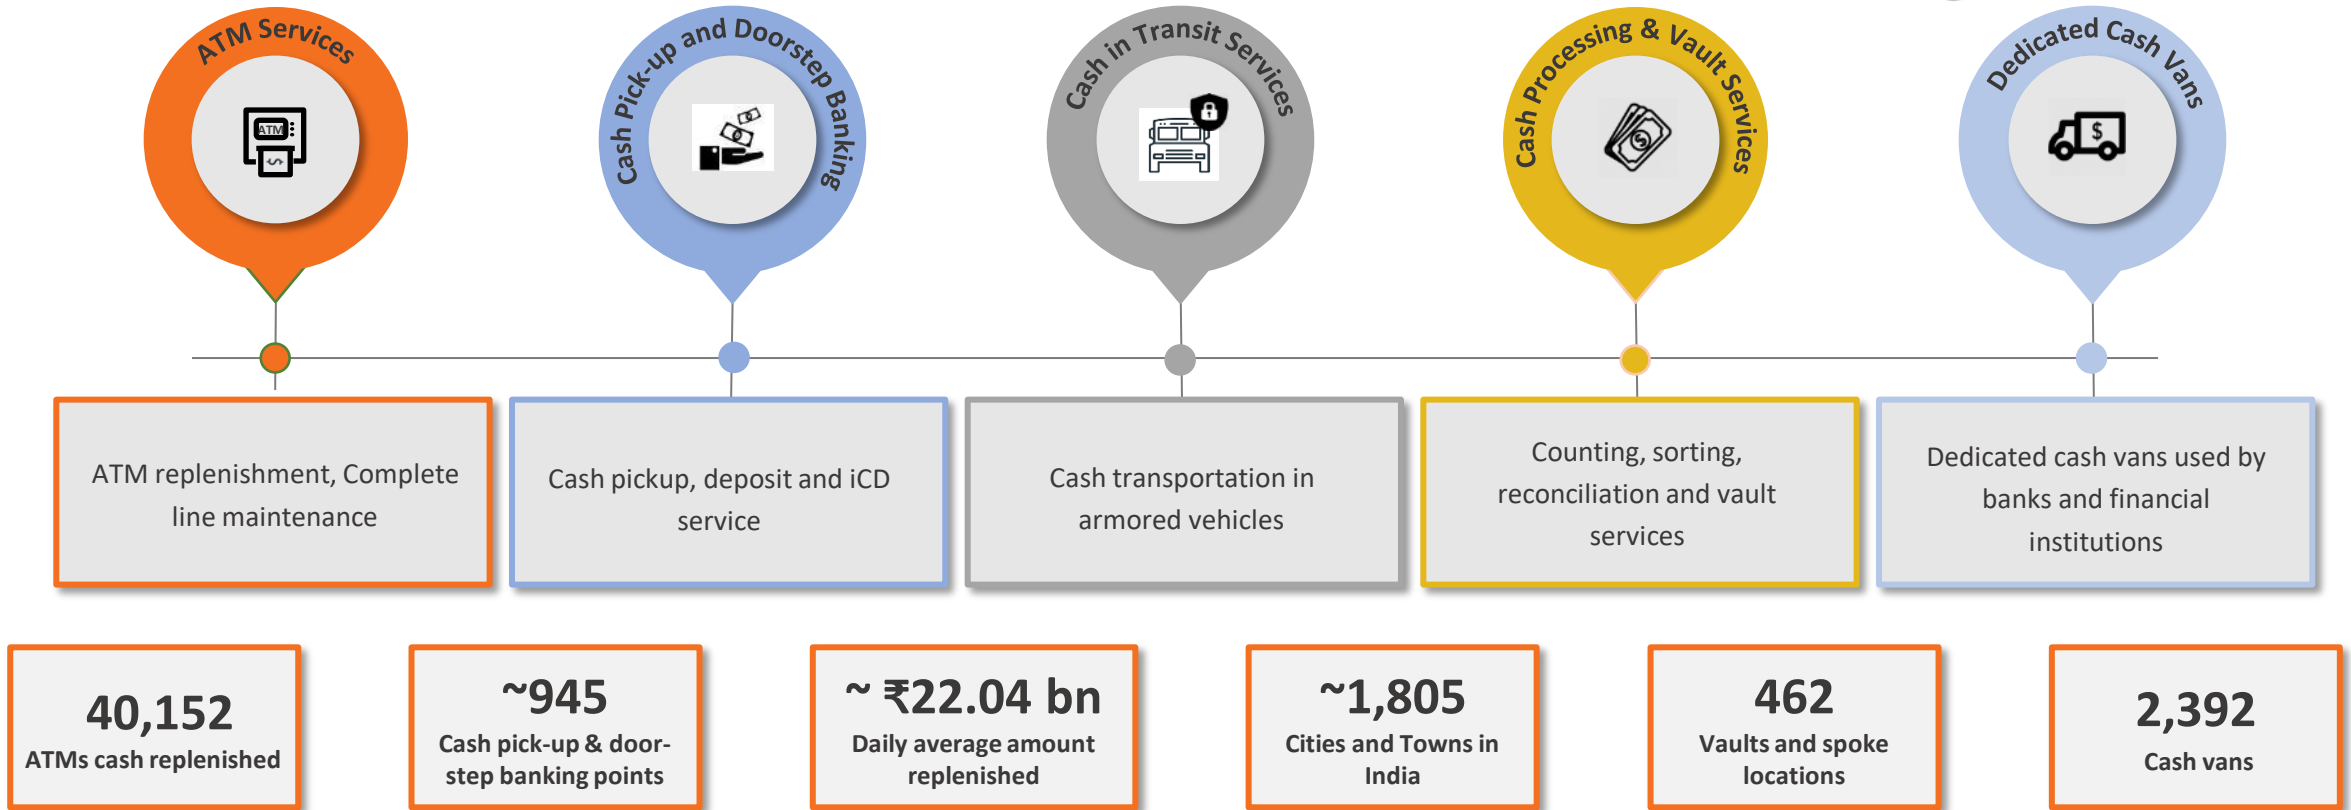 ATM Services
Cash Pick-up and Doorstep Banking
Cash in Transit Services
Cash Processing & Vault Services
Dedicated Cash Vans
ATM
$
$
ATM replenishment, Complete
line maintenance
Cash pickup, deposit and iCD
service
Cash transportation in
armored vehicles
Counting, sorting,
reconciliation and vault
services
Dedicated cash vans used by
banks and financial
institutions
40,152
ATMs cash replenished
~945
Cash pick-up & door-
step banking points
~ ₹22.04 bn
Daily average amount
replenished
~1,805
Cities and Towns in
India
462
Vaults and spoke
locations
2,392
Cash vans